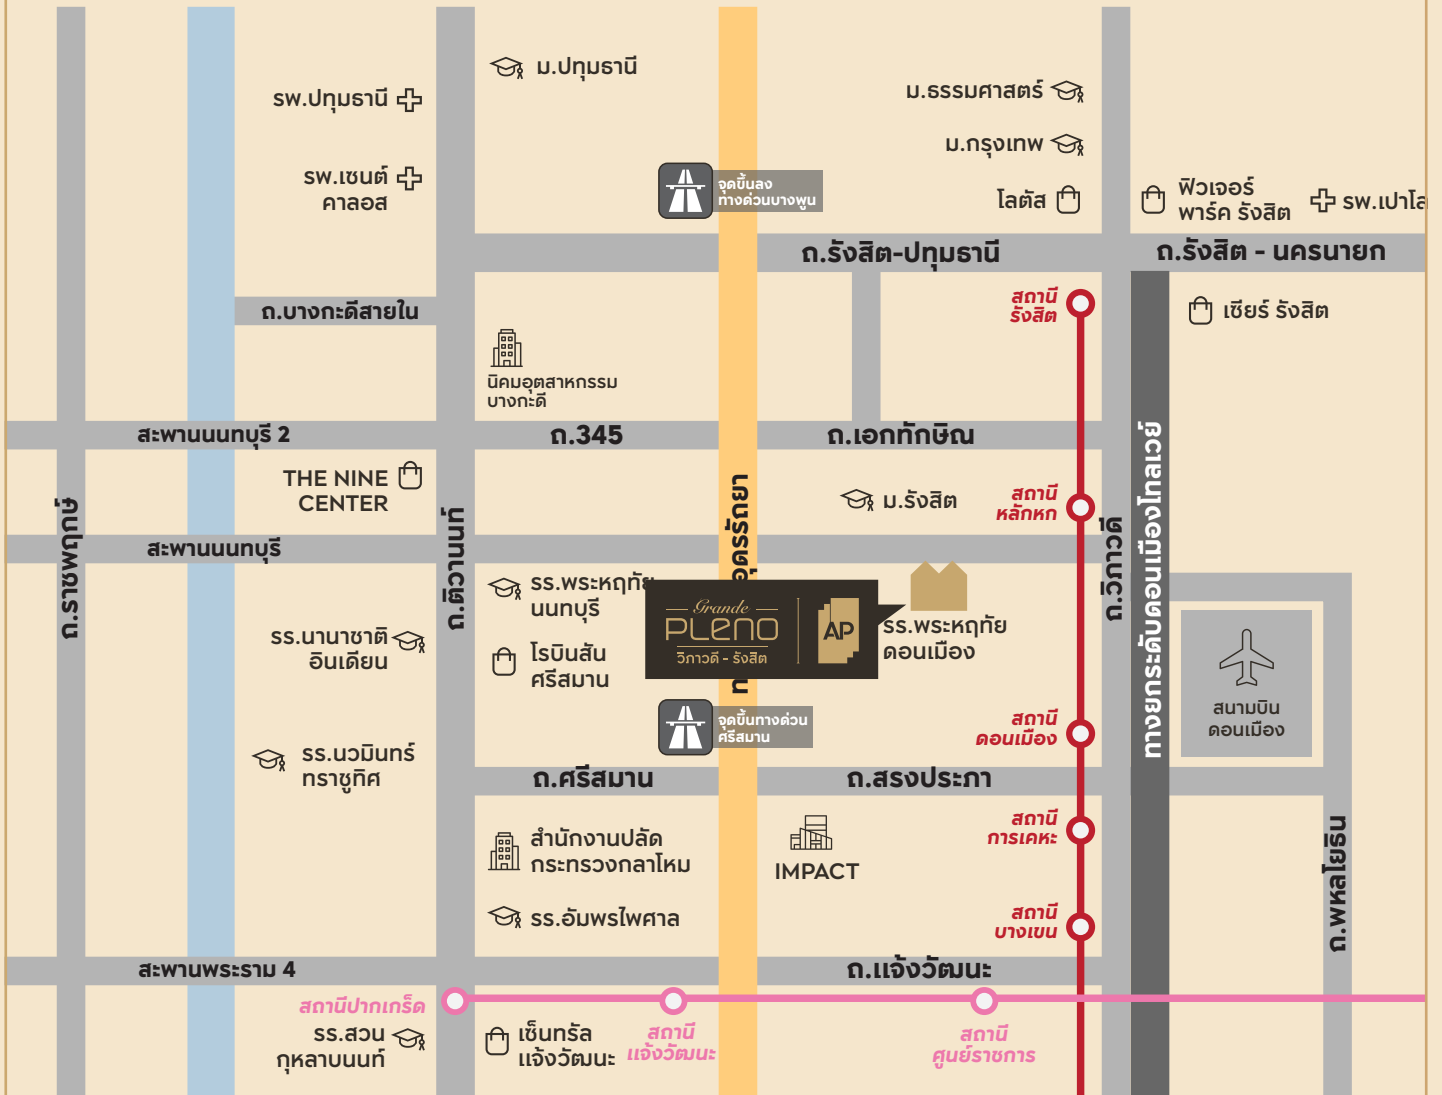 ม.ปทุมธานี
รพ.ปทุมธานี
ม.ธรรมศาสตร์
ม.กรุงเทพ
รพ.เซนต์
คาลอส
จุดขึ้นลง
ทางด่วนบางพูน
โลตัส
ฟิวเจอร์
พาร์ค รังสิต
รพ.เปาโล
ถ.รังสิต-ปทุมธานี
ถ.รังสิต - นครนายก
สถานี
รังสิต
ถ.บางกะดีสายใน
เซียร์ รังสิต
นิคมอุตสาหกรรม
บางกะดี
สะพานนนทบุรี 2
ถ.345
ถ.เอกทักษิณ
THE NINE
CENTER
ม.รังสิต
สถานี
หลักหก
ถ.ราชพฤกษ์
ถ.ติวานนท์
อุดรรัถยา
ถ.วิภาวดี
ทางยกระดับดอนเมืองโทลล์เวย์
สะพานนนทบุรี
รร.พระหฤทัย
นนทบุรี
Grande
PLENO
วิภาวดี - รังสิต
AP
รร.พระหฤทัย
ดอนเมือง
รร.นานาชาติ
อินเดียน
โรบินสัน
ศรีสมาน
สนามบิน
ดอนเมือง
จุดขึ้นทางด่วน
ศรีสมาน
สถานี
ดอนเมือง
รร.นวมินทร์
ทราชูทิศ
ถ.ศรีสมาน
ถ.สรงประภา
สำนักงานปลัด
กระทรวงกลาโหม
IMPACT
สถานี
การเคหะ
ถ.พหลโยธิน
รร.อัมพรไพศาล
สถานี
บางเขน
สะพานพระราม 4
ถ.แจ้งวัฒนะ
สถานีปากเกร็ด
รร.สวน
กุหลาบนนท์
เซ็นทรัล
แจ้งวัฒนะ
สถานี
แจ้งวัฒนะ
สถานี
ศูนย์ราชการ